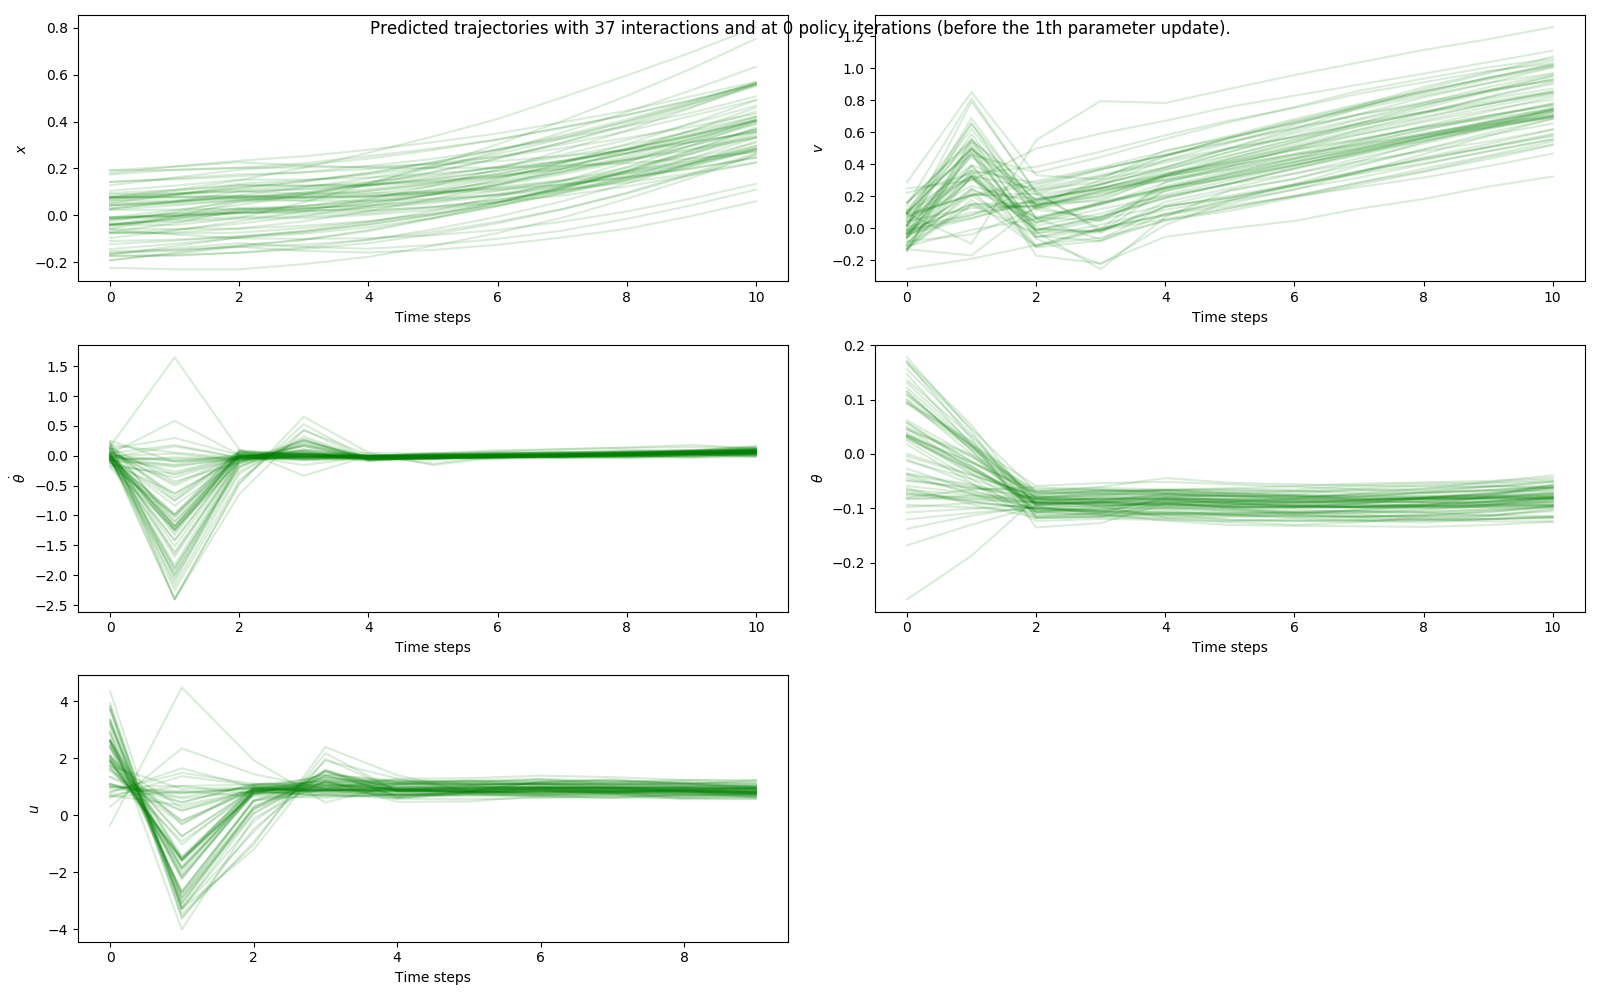 Predicted trajectories with 37 interactions and at 0 policy iterations (before the 1th parameter update).
0.8
0.6
0.4
0.2
0.0
−0.2
x
0 2 4 6 8 10
Time steps
1.2
1.0
0.8
0.6
0.4
0.2
0.0
−0.2
v
0 2 4 6 8 10
Time steps
1.5
1.0
0.5
0.0
−0.5
−1.0
−1.5
−2.0
−2.5
θ̇
0 2 4 6 8 10
Time steps
0.2
0.1
0.0
−0.1
−0.2
θ
0 2 4 6 8 10
Time steps
4
2
0
−2
−4
u
0 2 4 6 8
Time steps